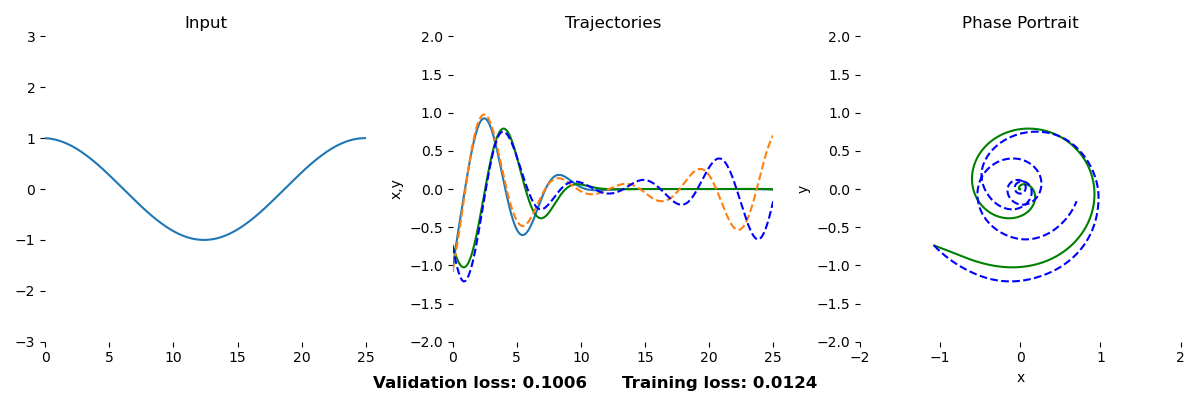 Input
3
2
1
0
−1
−2
−3
0 5 10 15 20 25
Trajectories
x,y
2.0
1.5
1.0
0.5
0.0
−0.5
−1.0
−1.5
−2.0
0 5 10 15 20 25
Phase Portrait
y
2.0
1.5
1.0
0.5
0.0
−0.5
−1.0
−1.5
−2.0
−2 −1 0 1 2
x
Validation loss: 0.1006 Training loss: 0.0124